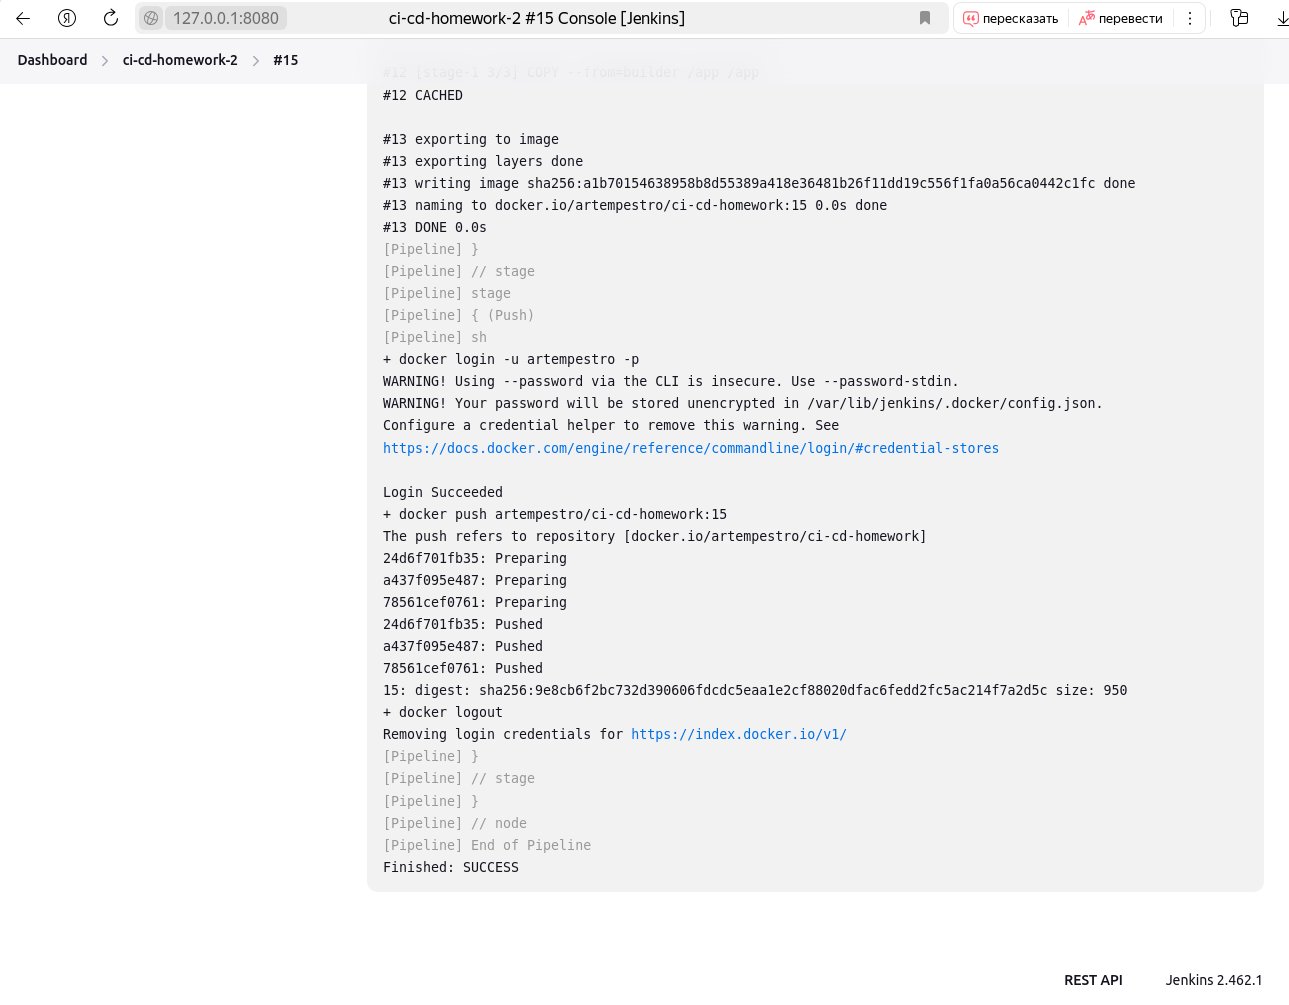 Я 127.0.0.1:8080 ci-cd-homework-2 #15 Console [Jenkins] пересказать перевести
Dashboard > ci-cd-homework-2 > #15
#12 [stage-1 3/3] COPY --from=builder /app /app
#12 CACHED
#13 exporting to image
#13 exporting layers done
#13 writing image sha256:a1b70154638958b8d55389a418e36481b26f11dd19c556f1fa0a56ca0442c1fc done
#13 naming to docker.io/artempestro/ci-cd-homework:15 0.0s done
#13 DONE 0.0s
[Pipeline] }
[Pipeline] // stage
[Pipeline] stage
[Pipeline] { (Push)
[Pipeline] sh
+ docker login -u artempestro -p
WARNING! Using --password via the CLI is insecure. Use --password-stdin.
WARNING! Your password will be stored unencrypted in /var/lib/jenkins/.docker/config.json.
Configure a credential helper to remove this warning. See
https://docs.docker.com/engine/reference/commandline/login/#credential-stores
Login Succeeded
+ docker push artempestro/ci-cd-homework:15
The push refers to repository [docker.io/artempestro/ci-cd-homework]
24d6f701fb35: Preparing
a437f095e487: Preparing
78561cef0761: Preparing
24d6f701fb35: Pushed
a437f095e487: Pushed
78561cef0761: Pushed
15: digest: sha256:9e8cb6f2bc732d390606fdcdc5eaa1e2cf88020dfac6fedd2fc5ac214f7a2d5c size: 950
+ docker logout
Removing login credentials for https://index.docker.io/v1/
[Pipeline] }
[Pipeline] // stage
[Pipeline] }
[Pipeline] // node
[Pipeline] End of Pipeline
Finished: SUCCESS
REST API Jenkins 2.462.1